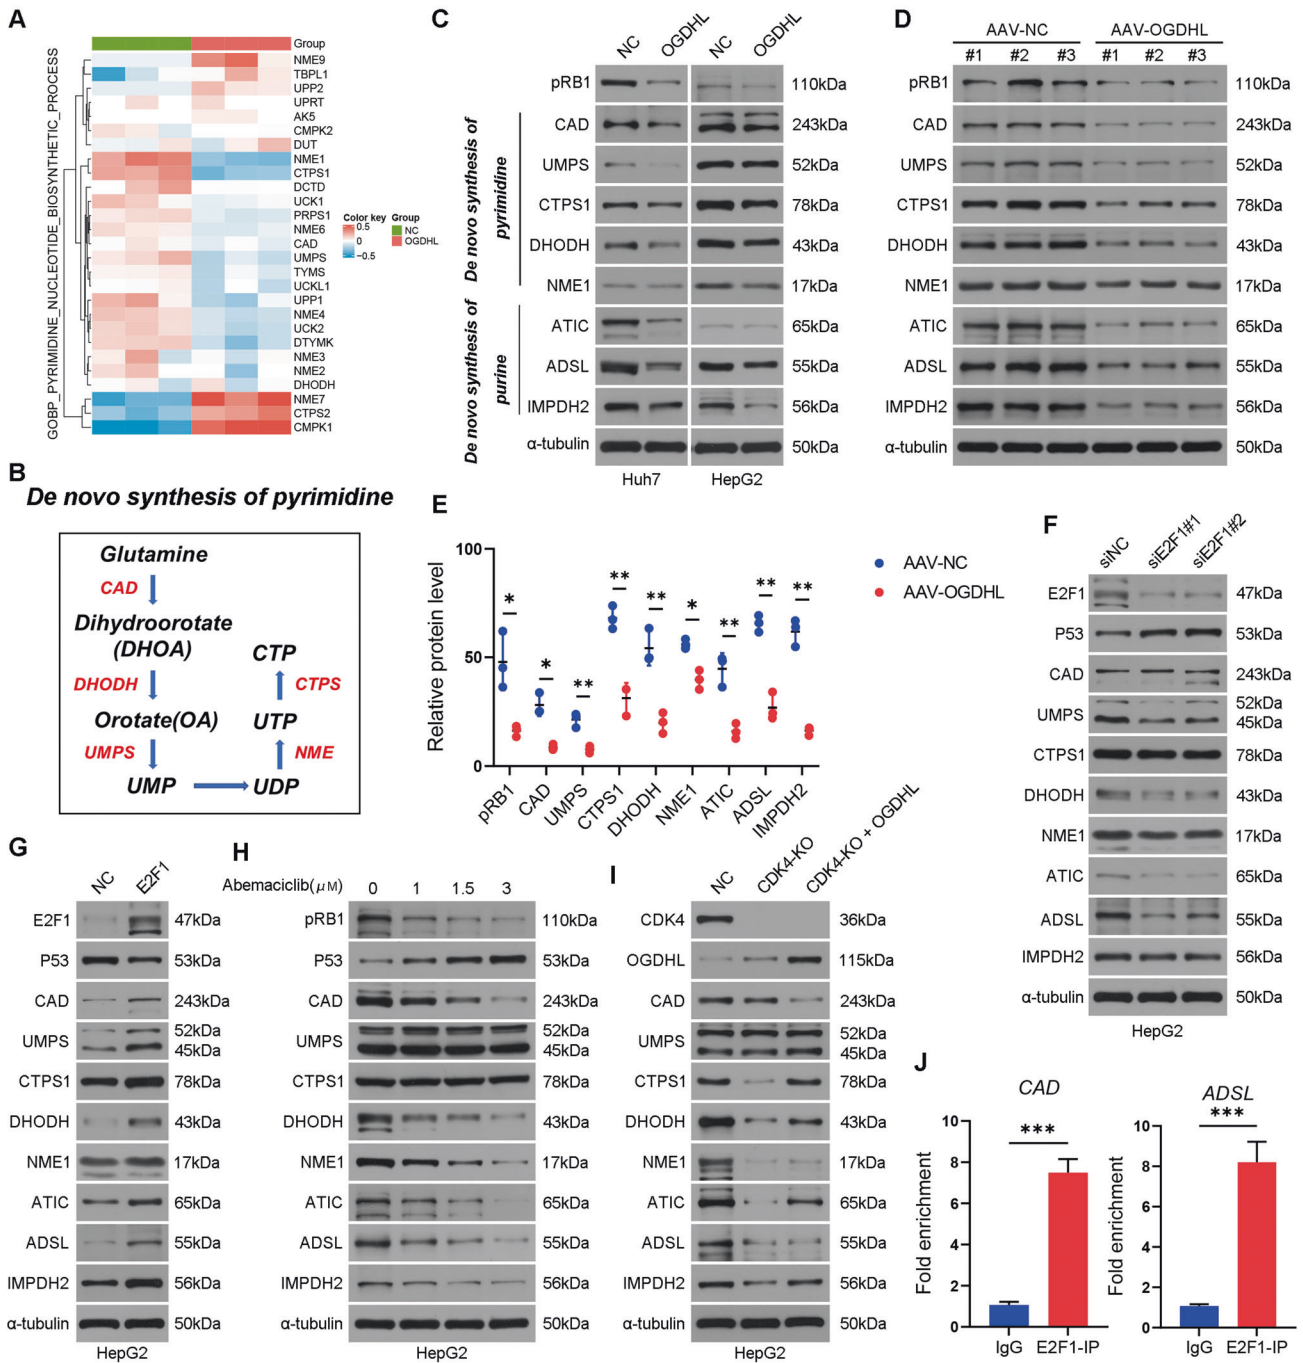 A
GOBP_PYRIMIDINE_NUCLEOTIDE_BIOSYNTHETIC_PROCESS
Group
NME9
TBPL1
UPP2
UPRT
AK5
CMPK2
DUT
NME1
CTPS1
DCTD
UCK1
PRPS1
NME6
CAD
UMPS
TYMS
UCKL1
UPP1
NME4
UCK2
DTYMK
NME3
NME2
DHODH
NME7
CTPS2
CMPK1
Color key
0.5
0
−0.5
Group
NC
OGDHL
B
De novo synthesis of pyrimidine
Glutamine
CAD
Dihydroorotate
(DHOA)
CTP
DHODH
CTPS
Orotate(OA)
UTP
UMPS
NME
UMP
UDP
C
NC
OGDHL
NC
OGDHL
De novo synthesis of
pyrimidine
De novo synthesis of
purine
pRB1
110kDa
CAD
243kDa
UMPS
52kDa
CTPS1
78kDa
DHODH
43kDa
NME1
17kDa
ATIC
65kDa
ADSL
55kDa
IMPDH2
56kDa
α-tubulin
50kDa
Huh7
HepG2
D
AAV-NC
AAV-OGDHL
#1 #2 #3 #1 #2 #3
pRB1
110kDa
CAD
243kDa
UMPS
52kDa
CTPS1
78kDa
DHODH
43kDa
NME1
17kDa
ATIC
65kDa
ADSL
55kDa
IMPDH2
56kDa
α-tubulin
50kDa
E
Relative protein level
100
50
0
* * ** ** ** * ** ** **
pRB1
CAD
UMPS
CTPS1
DHODH
NME1
ATIC
ADSL
IMPDH2
AAV-NC
AAV-OGDHL
F
siNC
siE2F1#1
siE2F1#2
E2F1
47kDa
P53
53kDa
CAD
243kDa
UMPS
52kDa
45kDa
CTPS1
78kDa
DHODH
43kDa
NME1
17kDa
ATIC
65kDa
ADSL
55kDa
IMPDH2
56kDa
α-tubulin
50kDa
HepG2
G
NC
E2F1
E2F1
47kDa
P53
53kDa
CAD
243kDa
UMPS
52kDa
45kDa
CTPS1
78kDa
DHODH
43kDa
NME1
17kDa
ATIC
65kDa
ADSL
55kDa
IMPDH2
56kDa
α-tubulin
50kDa
HepG2
H
Abemaciclib(μM) 0 1 1.5 3
pRB1
110kDa
P53
53kDa
CAD
243kDa
UMPS
52kDa
45kDa
CTPS1
78kDa
DHODH
43kDa
NME1
17kDa
ATIC
65kDa
ADSL
55kDa
IMPDH2
56kDa
α-tubulin
50kDa
HepG2
I
NC
CDK4-KO
CDK4-KO + OGDHL
CDK4
36kDa
OGDHL
115kDa
CAD
243kDa
UMPS
52kDa
45kDa
CTPS1
78kDa
DHODH
43kDa
NME1
17kDa
ATIC
65kDa
ADSL
55kDa
IMPDH2
56kDa
α-tubulin
50kDa
HepG2
J
CAD
***
Fold enrichment
10
8
6
4
2
0
IgG
E2F1-IP
ADSL
***
Fold enrichment
10
8
6
4
2
0
IgG
E2F1-IP